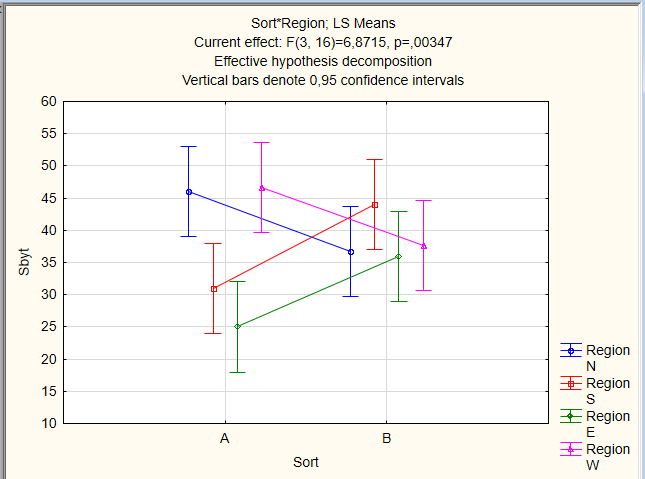 Sort*Region; LS Means
Current effect: F(3, 16)=6,8715, p=,00347
Effective hypothesis decomposition
Vertical bars denote 0,95 confidence intervals
60
55
50
45
40
35
30
25
20
15
10
Sbyt
A
B
Sort
Region
N
Region
S
Region
E
Region
W